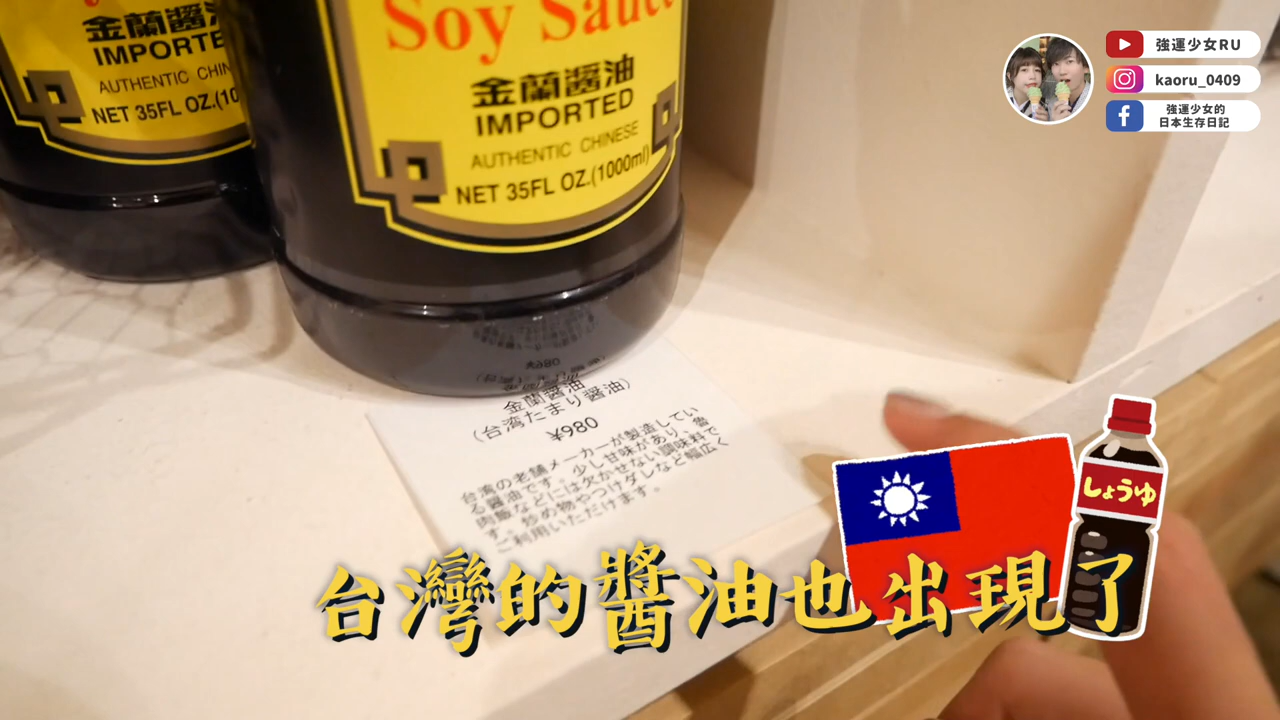 Soy Sauce
金蘭醬油
IMPORTED
AUTHENTIC CHINESE
NET 35FL OZ.(1000ml)
金蘭醬
IMPORTE
AUTHENTIC CHIN
NET 35FL OZ.(10
強運少女RU
kaoru_0409
強運少女的
日本生存日記
金蘭醤油
(台湾たまり醤油)
¥980
台湾の老舗メーカーが製造してい
る醤油です。少し甘味があり、魯
肉飯などには欠かせない調味料で
す。炒め物やつけダレなど幅広く
ご利用いただけます。
しょうゆ
台灣的醬油也出現了